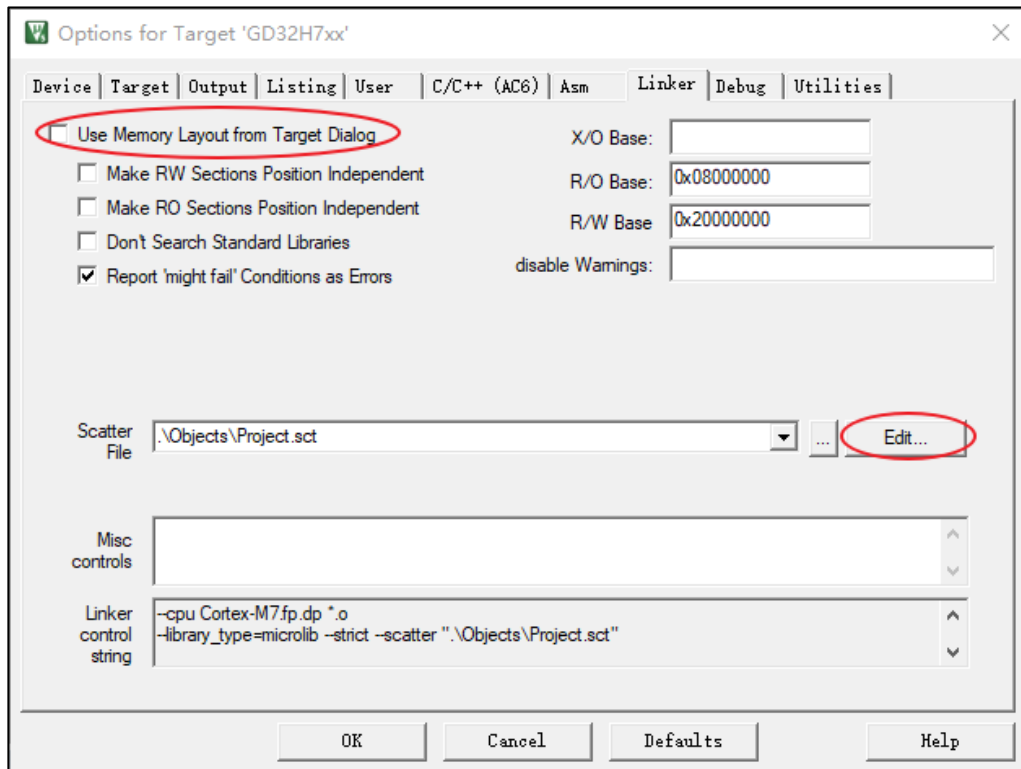 Options for Target 'GD32H7xx'
Device Target Output Listing User C/C++ (AC6) Asm Linker Debug Utilities
Use Memory Layout from Target Dialog
Make RW Sections Position Independent
Make RO Sections Position Independent
Don't Search Standard Libraries
Report 'might fail' Conditions as Errors
X/O Base:
R/O Base: 0x08000000
R/W Base 0x20000000
disable Warnings:
Scatter
File
.\Objects\Project.sct
...
Edit...
Misc
controls
Linker
control
string
--cpu Cortex-M7.fp.dp *.o
--library_type=microlib --strict --scatter ".\Objects\Project.sct"
OK Cancel Defaults Help